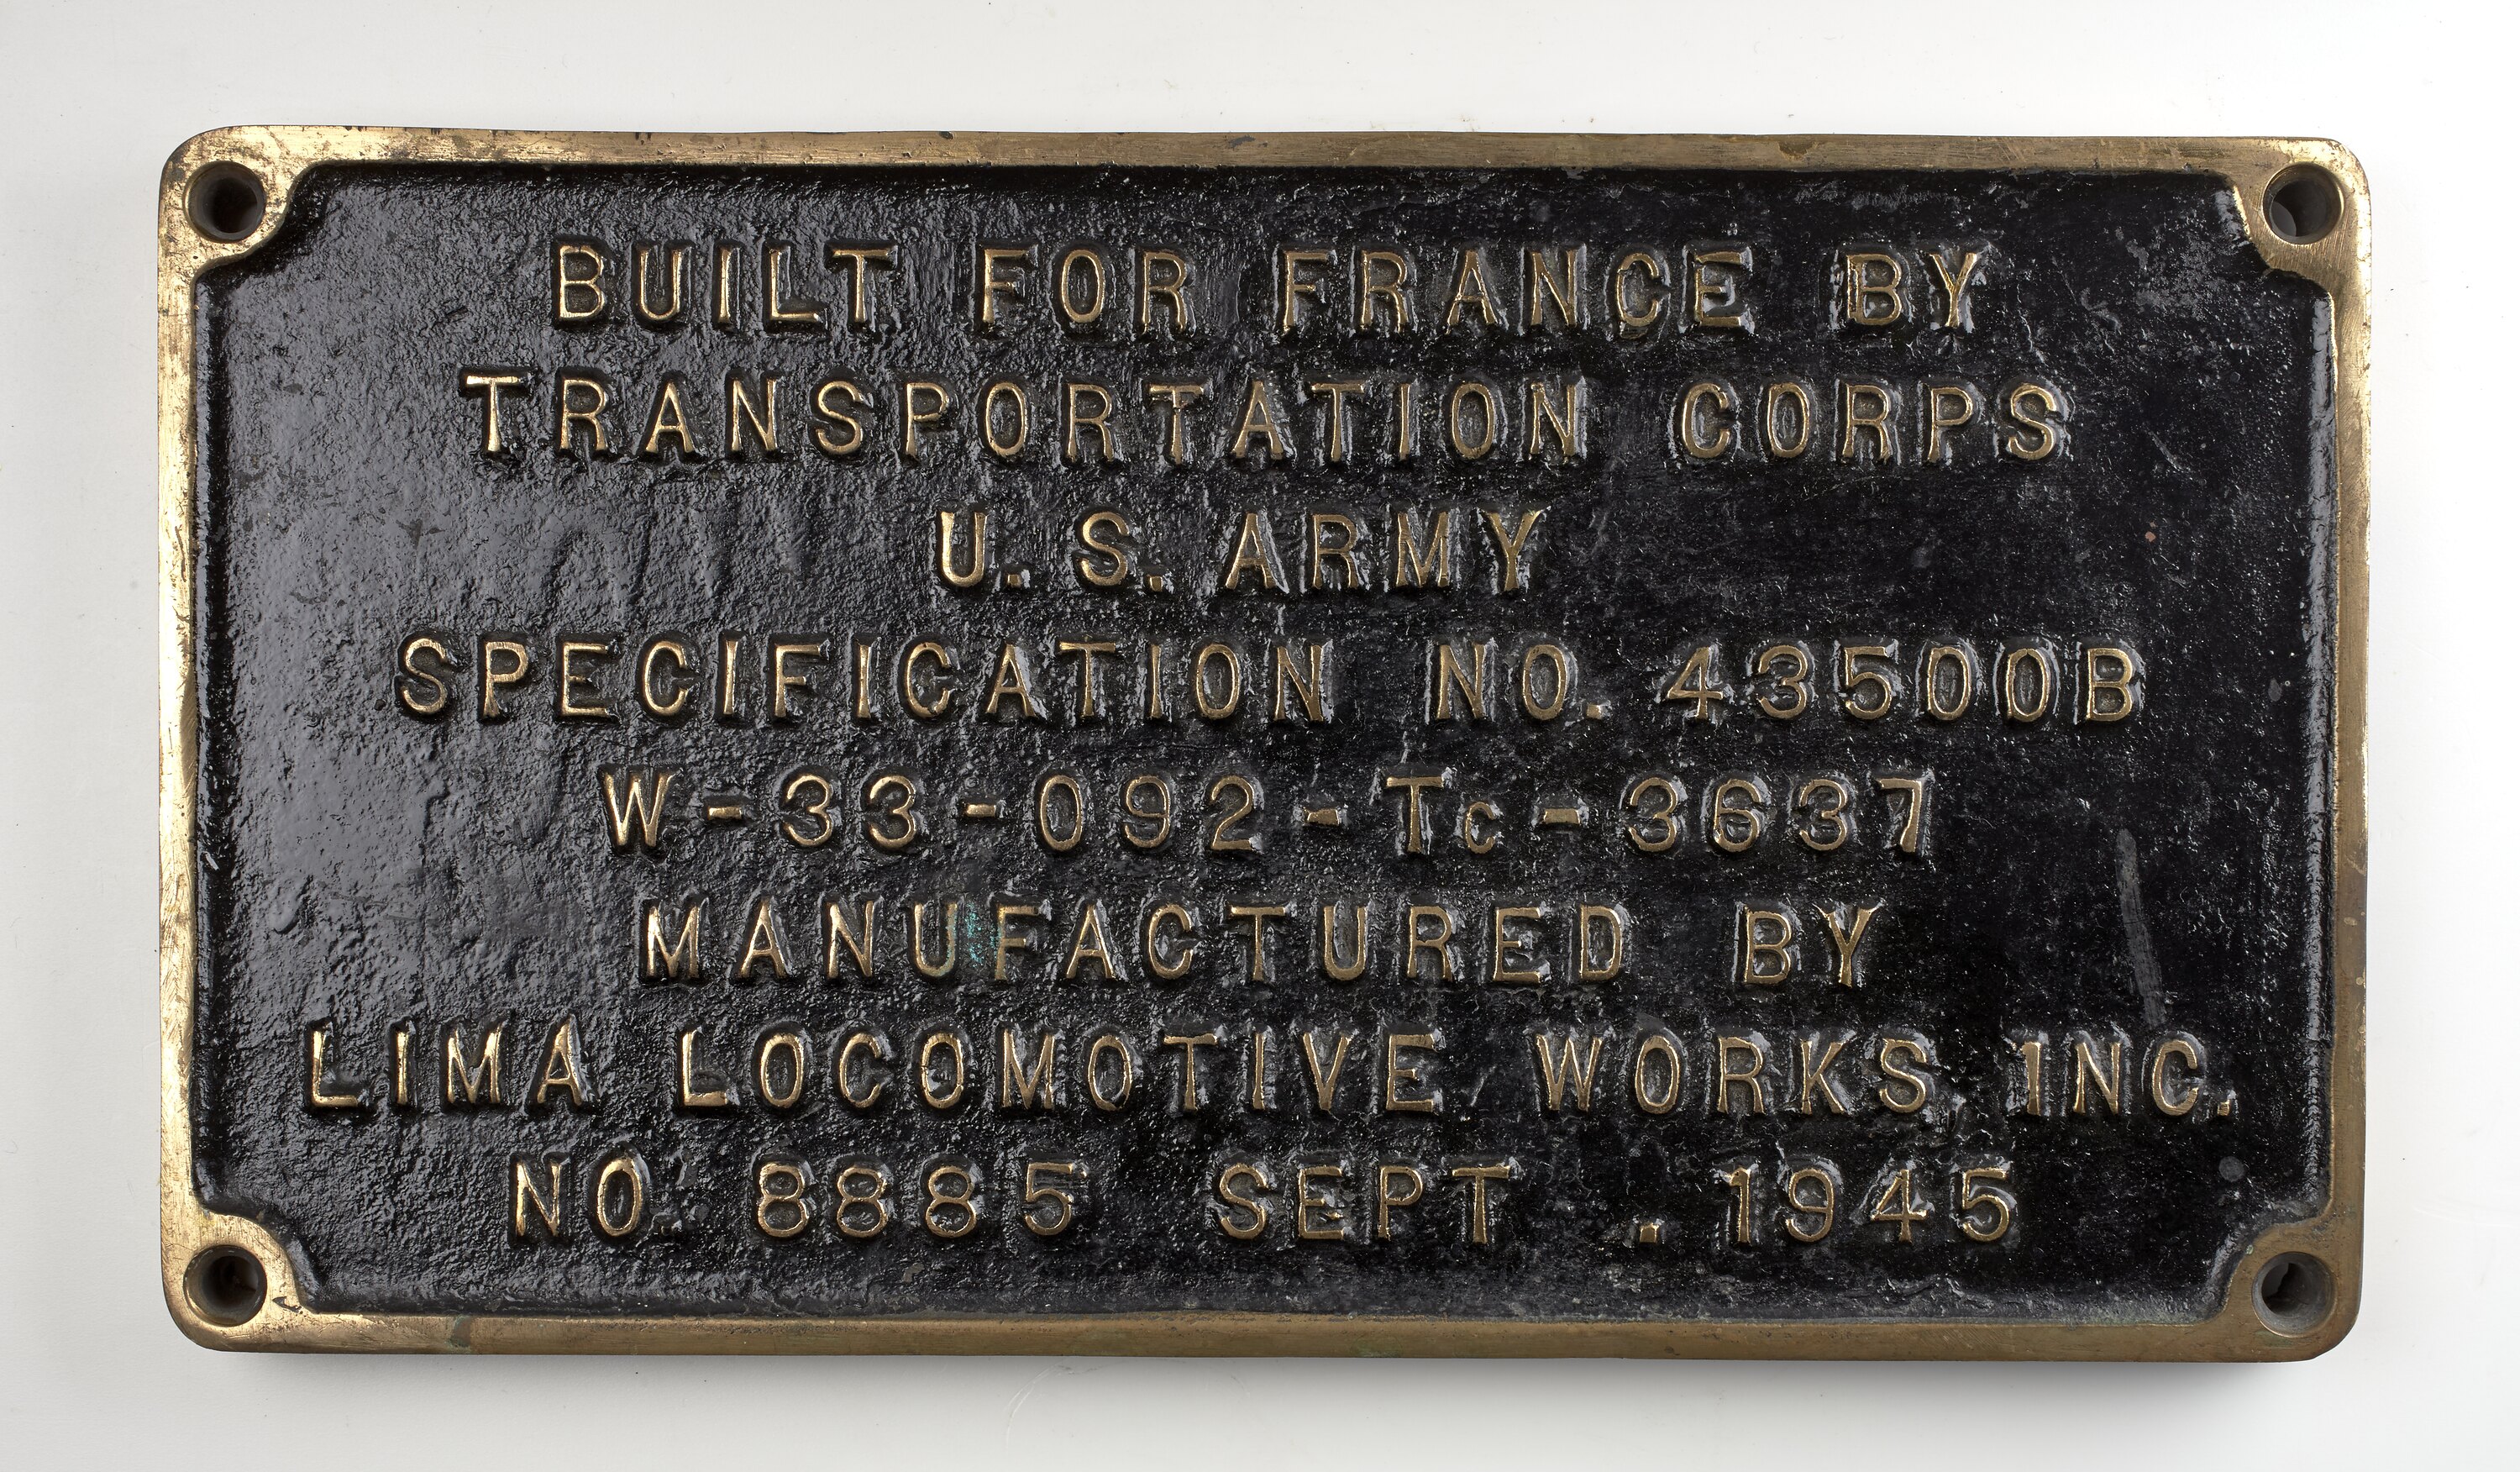 BUILT FOR FRANCE BY
TRANSPORTATION CORPS
U. S. ARMY
SPECIFICATION NO. 43500B
W-33-092-Tc-3637
MANUFACTURED BY
LIMA LOCOMOTIVE WORKS, INC.
NO. 8885 SEPT . 1945